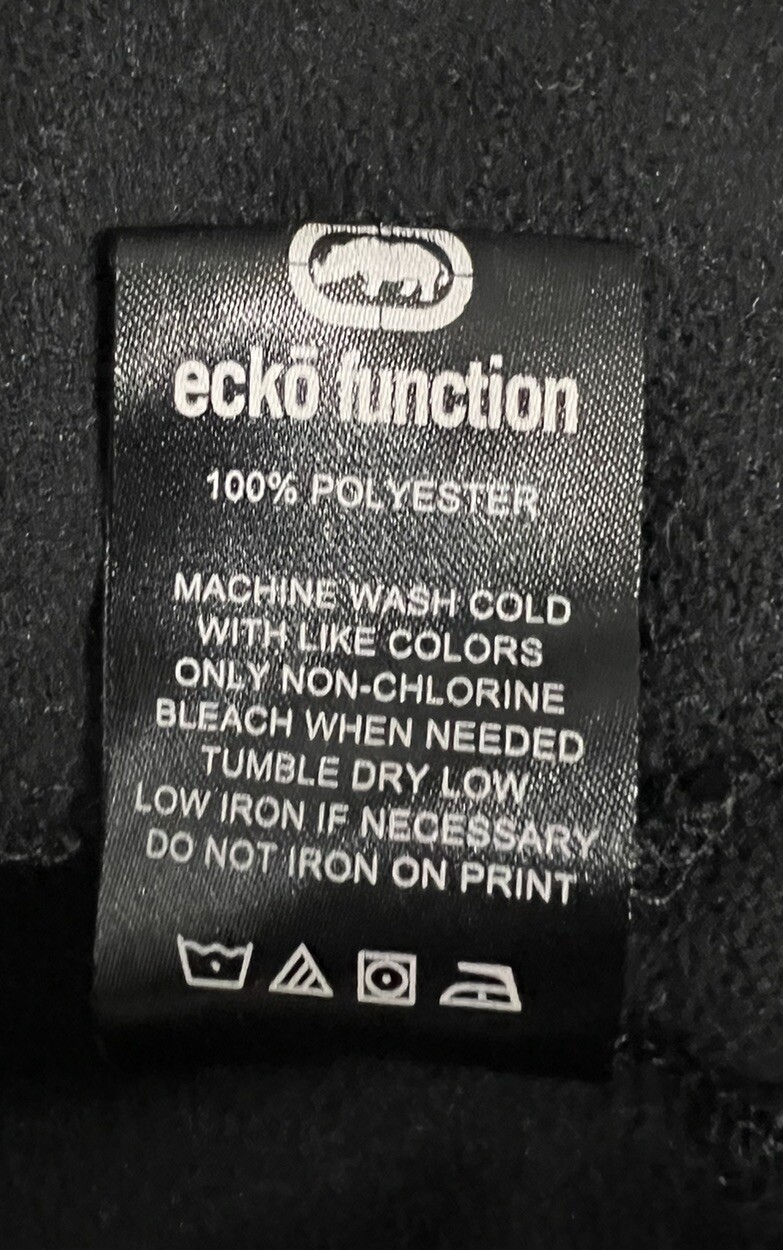 eckō function
100% POLYESTER
MACHINE WASH COLD
WITH LIKE COLORS
ONLY NON-CHLORINE
BLEACH WHEN NEEDED
TUMBLE DRY LOW
LOW IRON IF NECESSARY
DO NOT IRON ON PRINT